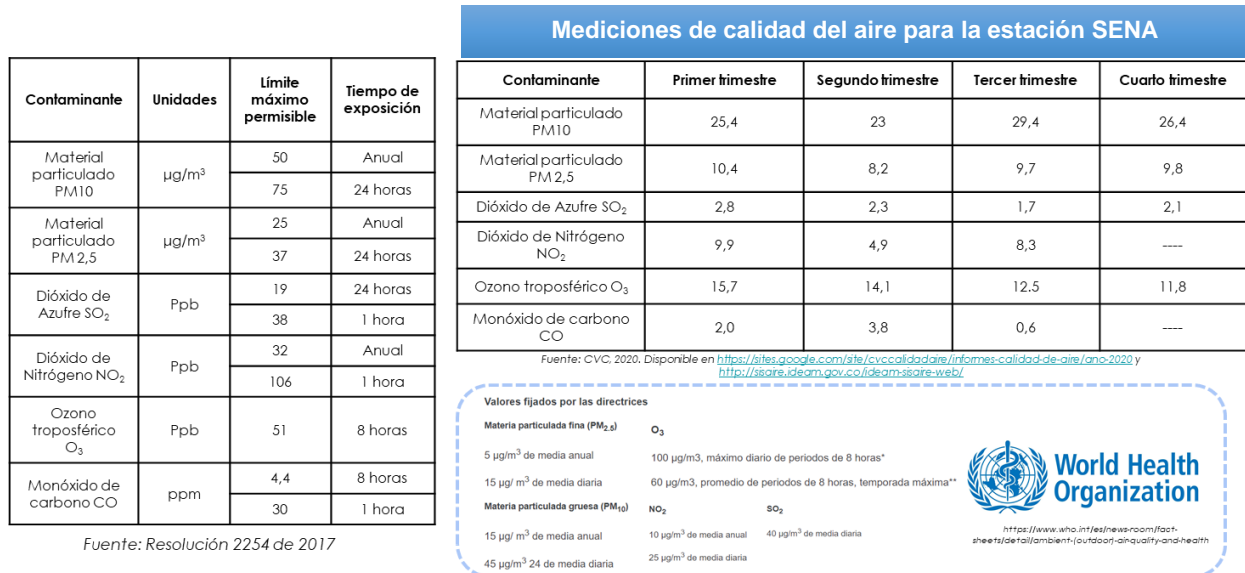 Mediciones de calidad del aire para la estación SENA
Contaminante Unidades Límite máximo permisible Tiempo de exposición
Material particulado PM10 µg/m³ 50 Anual
75 24 horas
Material particulado PM 2,5 µg/m³ 25 Anual
37 24 horas
Dióxido de Azufre SO₂ Ppb 19 24 horas
38 1 hora
Dióxido de Nitrógeno NO₂ Ppb 32 Anual
106 1 hora
Ozono troposférico O₃ Ppb 51 8 horas
Monóxido de carbono CO ppm 4,4 8 horas
30 1 hora
Fuente: Resolución 2254 de 2017
Contaminante Primer trimestre Segundo trimestre Tercer trimestre Cuarto trimestre
Material particulado PM10 25,4 23 29,4 26,4
Material particulado PM 2,5 10,4 8,2 9,7 9,8
Dióxido de Azufre SO₂ 2,8 2,3 1,7 2,1
Dióxido de Nitrógeno NO₂ 9,9 4,9 8,3 ----
Ozono troposférico O₃ 15,7 14,1 12.5 11,8
Monóxido de carbono CO 2,0 3,8 0,6 ----
Fuente: CVC, 2020. Disponible en https://sites.google.com/site/cvccalidadaire/informes-calidad-de-aire/ano-2020 y
http://sisaire.ideam.gov.co/ideam-sisaire-web/
Valores fijados por las directrices
Materia particulada fina (PM₂.₅)
5 µg/m³ de media anual
15 µg/ m³ de media diaria
Materia particulada gruesa (PM₁₀)
15 µg/ m³ de media anual
45 µg/m³ 24 de media diaria
O₃
100 µg/m3, máximo diario de periodos de 8 horas*
60 µg/m3, promedio de periodos de 8 horas, temporada máxima**
NO₂
10 µg/m³ de media anual
25 µg/m³ de media diaria
SO₂
40 µg/m³ de media diaria
World Health
Organization
https://www.who.int/es/news-room/fact-
sheets/detail/ambient-(outdoor)-air-quality-and-health